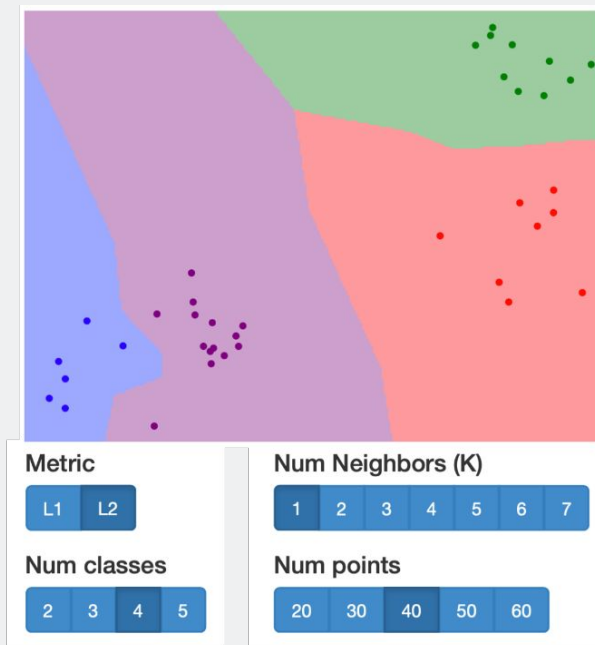 Metric
L1 L2
Num classes
2 3 4 5
Num Neighbors (K)
1 2 3 4 5 6 7
Num points
20 30 40 50 60